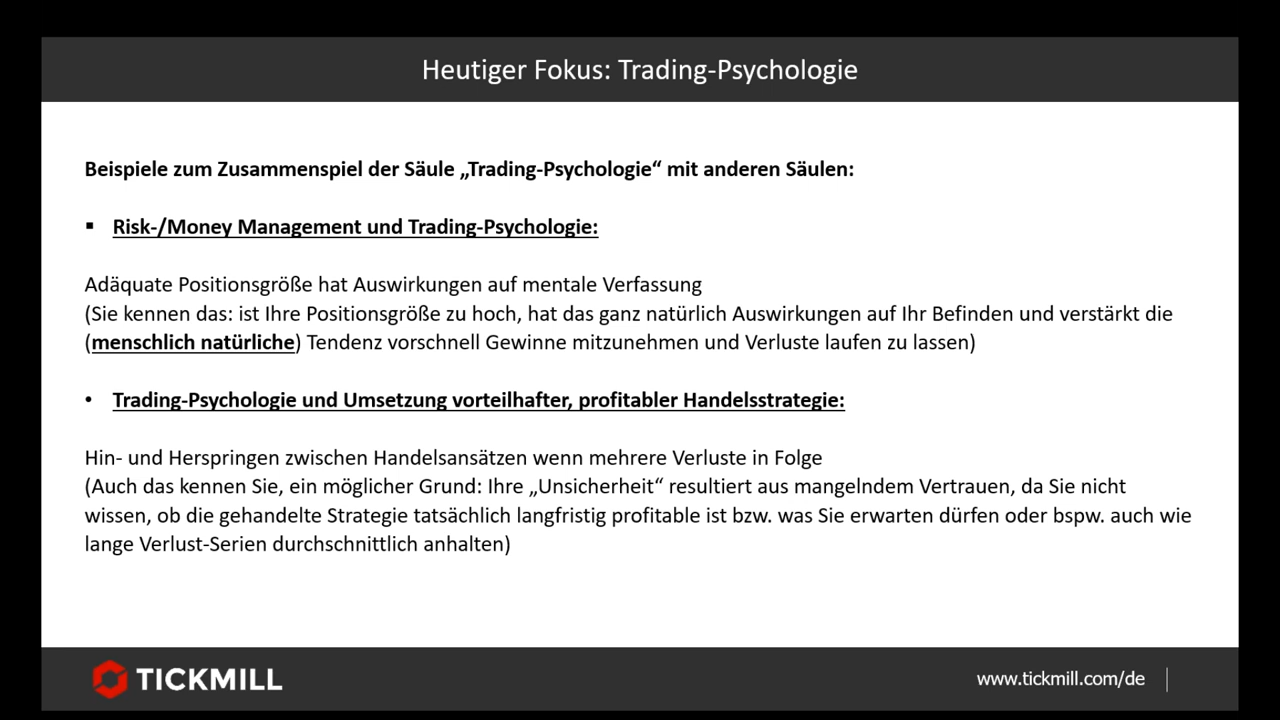 Heutiger Fokus: Trading-Psychologie
Beispiele zum Zusammenspiel der Säule „Trading-Psychologie“ mit anderen Säulen:
▪ Risk-/Money Management und Trading-Psychologie:
Adäquate Positionsgröße hat Auswirkungen auf mentale Verfassung
(Sie kennen das: ist Ihre Positionsgröße zu hoch, hat das ganz natürlich Auswirkungen auf Ihr Befinden und verstärkt die
(menschlich natürliche) Tendenz vorschnell Gewinne mitzunehmen und Verluste laufen zu lassen)
• Trading-Psychologie und Umsetzung vorteilhafter, profitabler Handelsstrategie:
Hin- und Herspringen zwischen Handelsansätzen wenn mehrere Verluste in Folge
(Auch das kennen Sie, ein möglicher Grund: Ihre „Unsicherheit“ resultiert aus mangelndem Vertrauen, da Sie nicht
wissen, ob die gehandelte Strategie tatsächlich langfristig profitable ist bzw. was Sie erwarten dürfen oder bspw. auch wie
lange Verlust-Serien durchschnittlich anhalten)
TICKMILL
www.tickmill.com/de